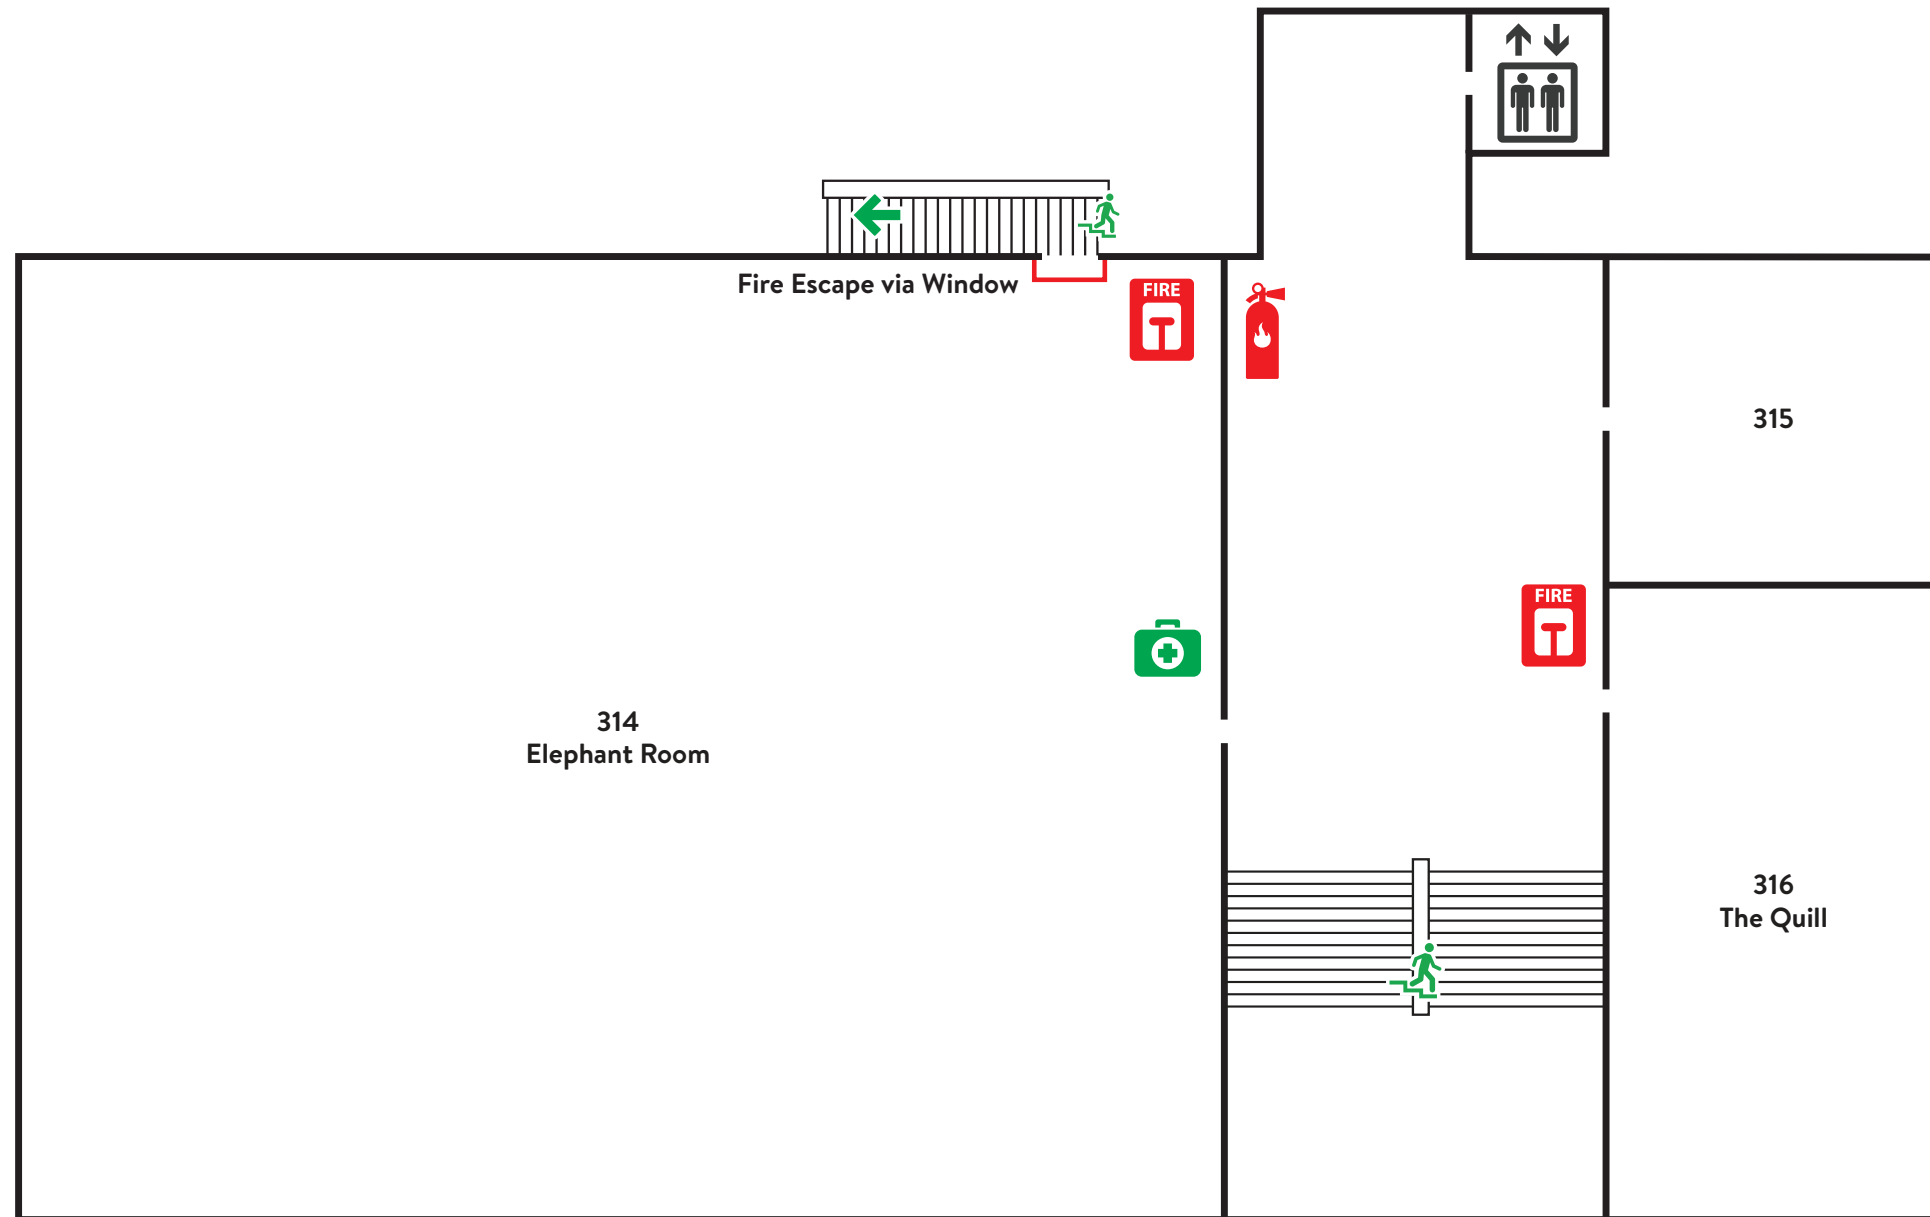 Fire Escape via Window
FIRE
315
FIRE
314
Elephant Room
316
The Quill